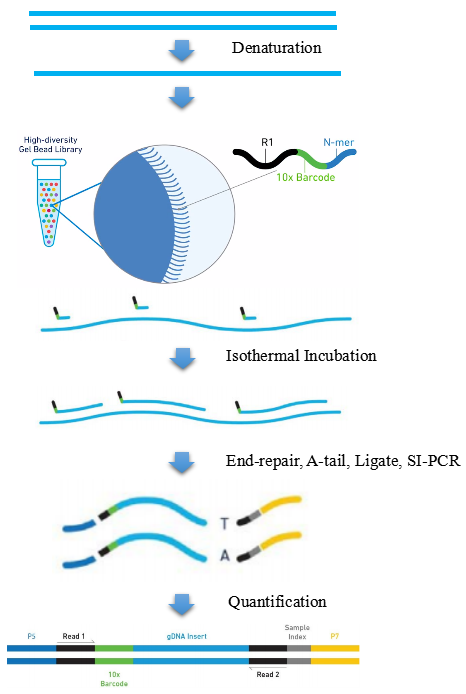 Denaturation
High-diversity
Gel Bead Library
R1
N-mer
10x Barcode
Isothermal Incubation
End-repair, A-tail, Ligate, SI-PCR
T
A
Quantification
P5
Read 1
gDNA Insert
Sample
Index
P7
10x
Barcode
Read 2